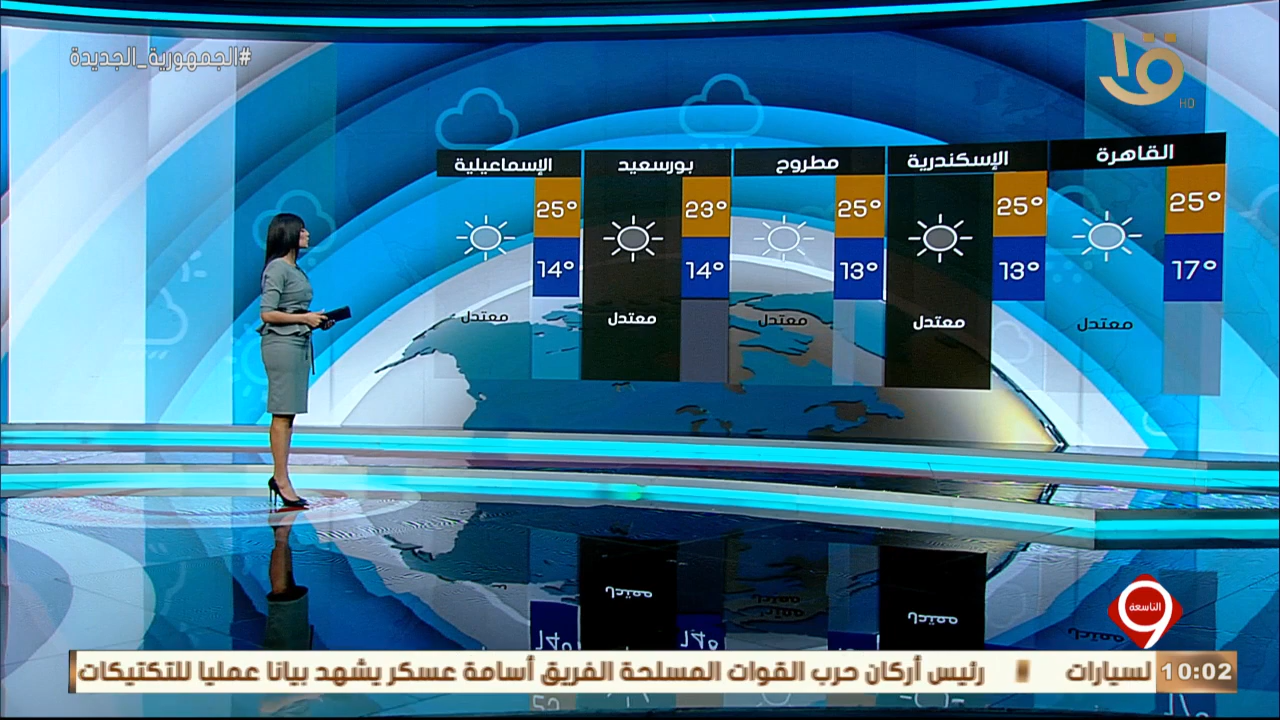 #الجمهورية_الجديدة
HD
القاهرة
25°
17°
معتدل
الإسكندرية
25°
13°
معتدل
مطروح
25°
13°
معتدل
بورسعيد
23°
14°
معتدل
الإسماعيلية
25°
14°
معتدل
التاسعة
9
10:02
لسيارات
رئيس أركان حرب القوات المسلحة الفريق أسامة عسكر يشهد بيانا عمليا للتكتيكات